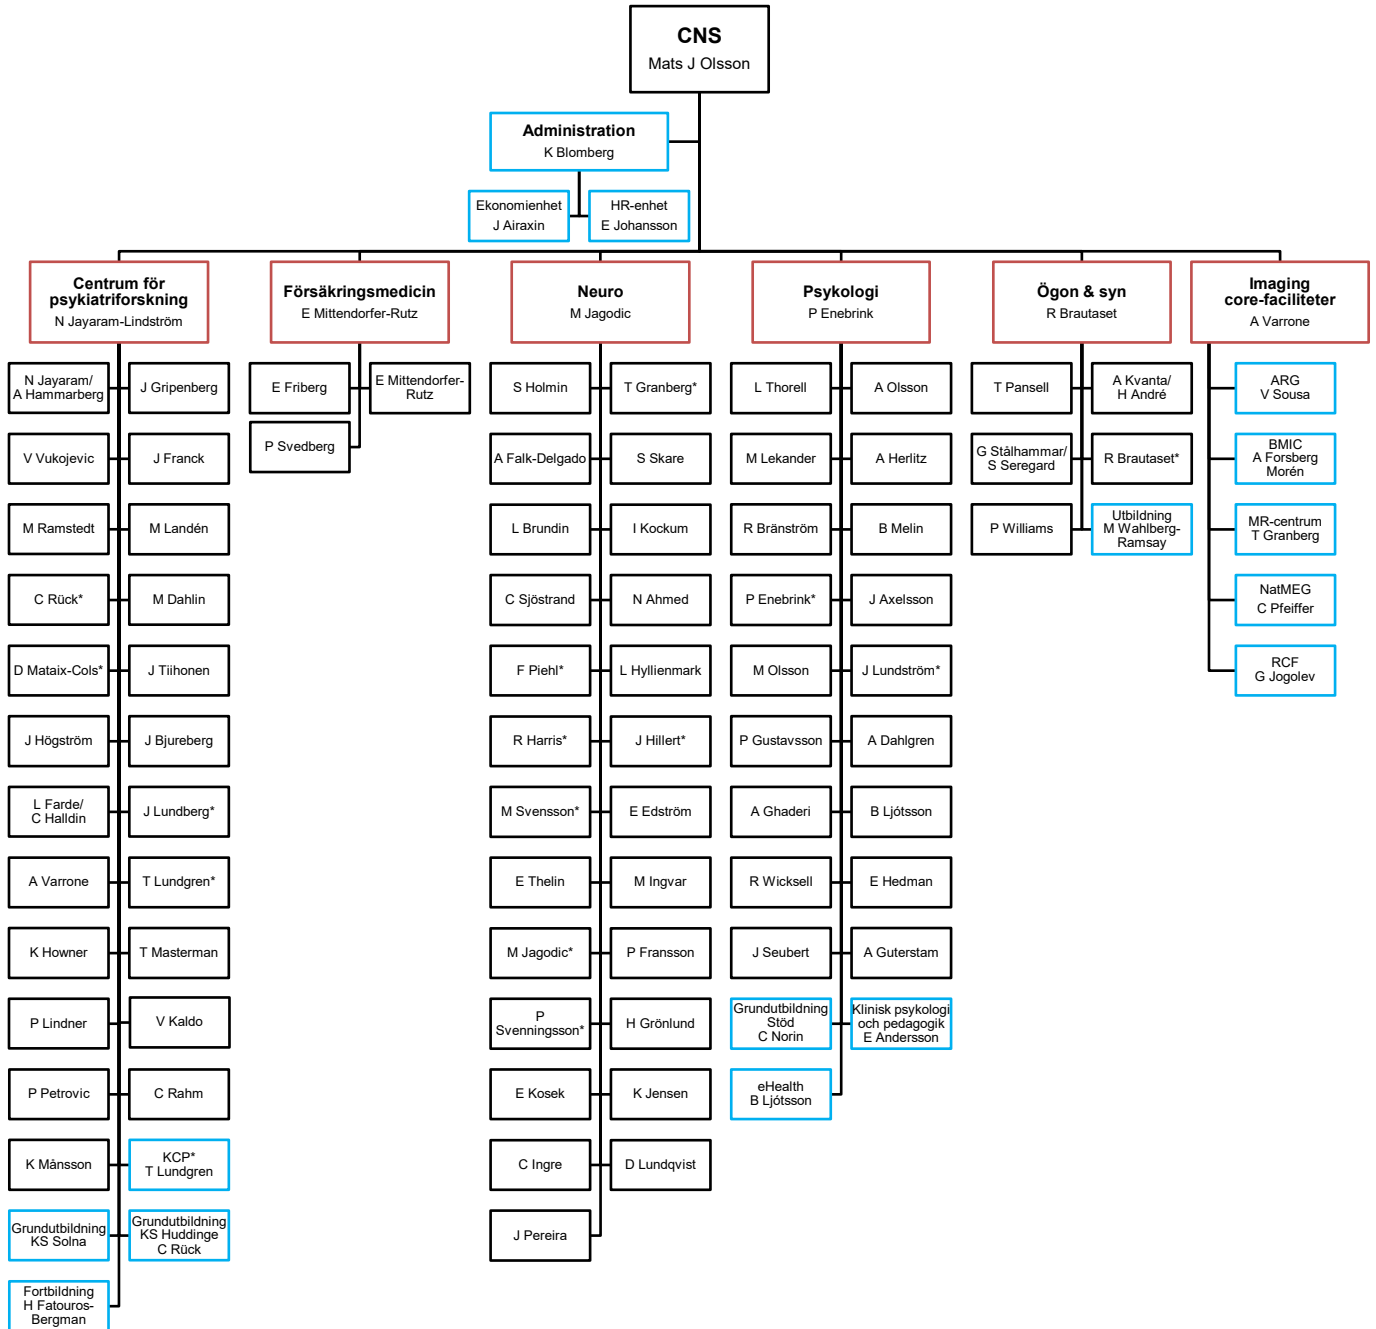 CNS
Mats J Olsson
Administration
K Blomberg
Ekonomienhet
J Airaxin
HR-enhet
E Johansson
Centrum för
psykiatriforskning
N Jayaram-Lindström
Försäkringsmedicin
E Mittendorfer-Rutz
Neuro
M Jagodic
Psykologi
P Enebrink
Ögon & syn
R Brautaset
Imaging
core-faciliteter
A Varrone
N Jayaram/
A Hammarberg
J Gripenberg
V Vukojevic
J Franck
M Ramstedt
M Landén
C Rück*
M Dahlin
D Mataix-Cols*
J Tiihonen
J Högström
J Bjureberg
L Farde/
C Halldin
J Lundberg*
A Varrone
T Lundgren*
K Howner
T Masterman
P Lindner
V Kaldo
P Petrovic
C Rahm
K Månsson
KCP*
T Lundgren
Grundutbildning
KS Solna
Grundutbildning
KS Huddinge
C Rück
Fortbildning
H Fatouros-
Bergman
E Friberg
E Mittendorfer-
Rutz
P Svedberg
S Holmin
T Granberg*
A Falk-Delgado
S Skare
L Brundin
I Kockum
C Sjöstrand
N Ahmed
F Piehl*
L Hyllienmark
R Harris*
J Hillert*
M Svensson*
E Edström
E Thelin
M Ingvar
M Jagodic*
P Fransson
P
Svenningsson*
H Grönlund
E Kosek
K Jensen
C Ingre
D Lundqvist
J Pereira
L Thorell
A Olsson
M Lekander
A Herlitz
R Bränström
B Melin
P Enebrink*
J Axelsson
M Olsson
J Lundström*
P Gustavsson
A Dahlgren
A Ghaderi
B Ljótsson
R Wicksell
E Hedman
J Seubert
A Guterstam
Grundutbildning
Stöd
C Norin
Klinisk psykologi
och pedagogik
E Andersson
eHealth
B Ljótsson
T Pansell
A Kvanta/
H André
G Stålhammar/
S Seregard
R Brautaset*
P Williams
Utbildning
M Wahlberg-
Ramsay
ARG
V Sousa
BMIC
A Forsberg
Morén
MR-centrum
T Granberg
NatMEG
C Pfeiffer
RCF
G Jogolev